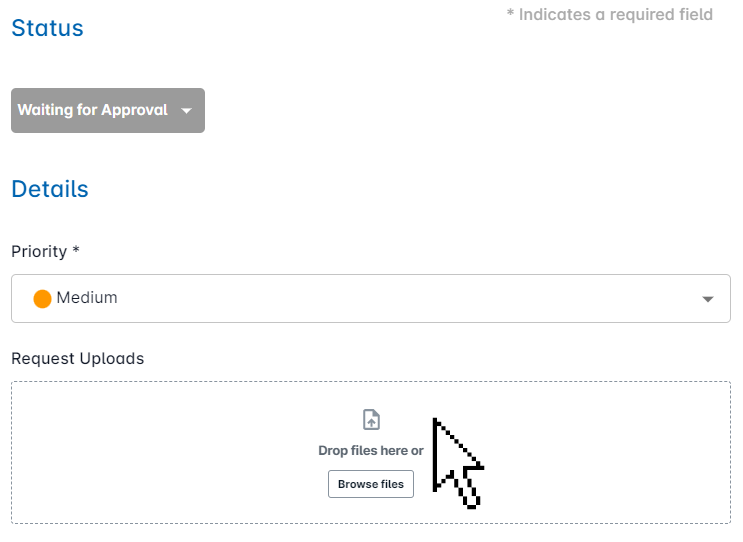 * Indicates a required field
Status
Waiting for Approval
Details
Priority *
Medium
Request Uploads
Drop files here or
Browse files